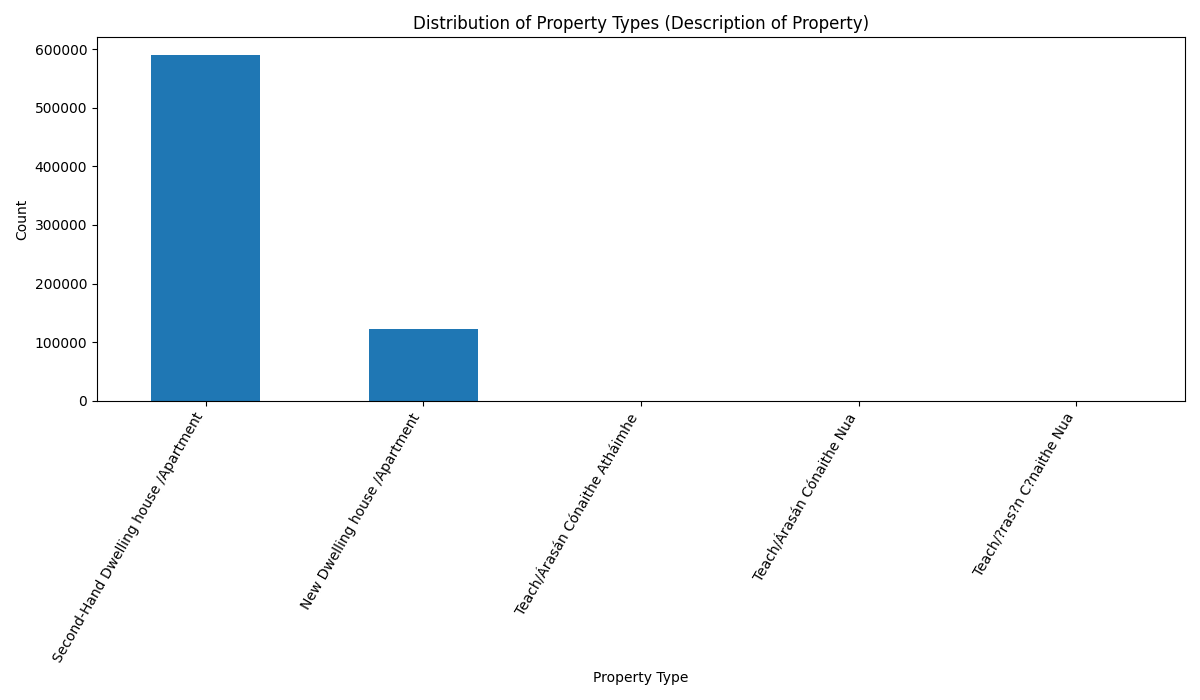 Distribution of Property Types (Description of Property)
600000
500000
400000
300000
200000
100000
0
Count
Second-Hand Dwelling house /Apartment
New Dwelling house /Apartment
Teach/Árasán Cónaithe Atháimhe
Teach/Árasán Cónaithe Nua
Teach/?ras?n C?naithe Nua
Property Type